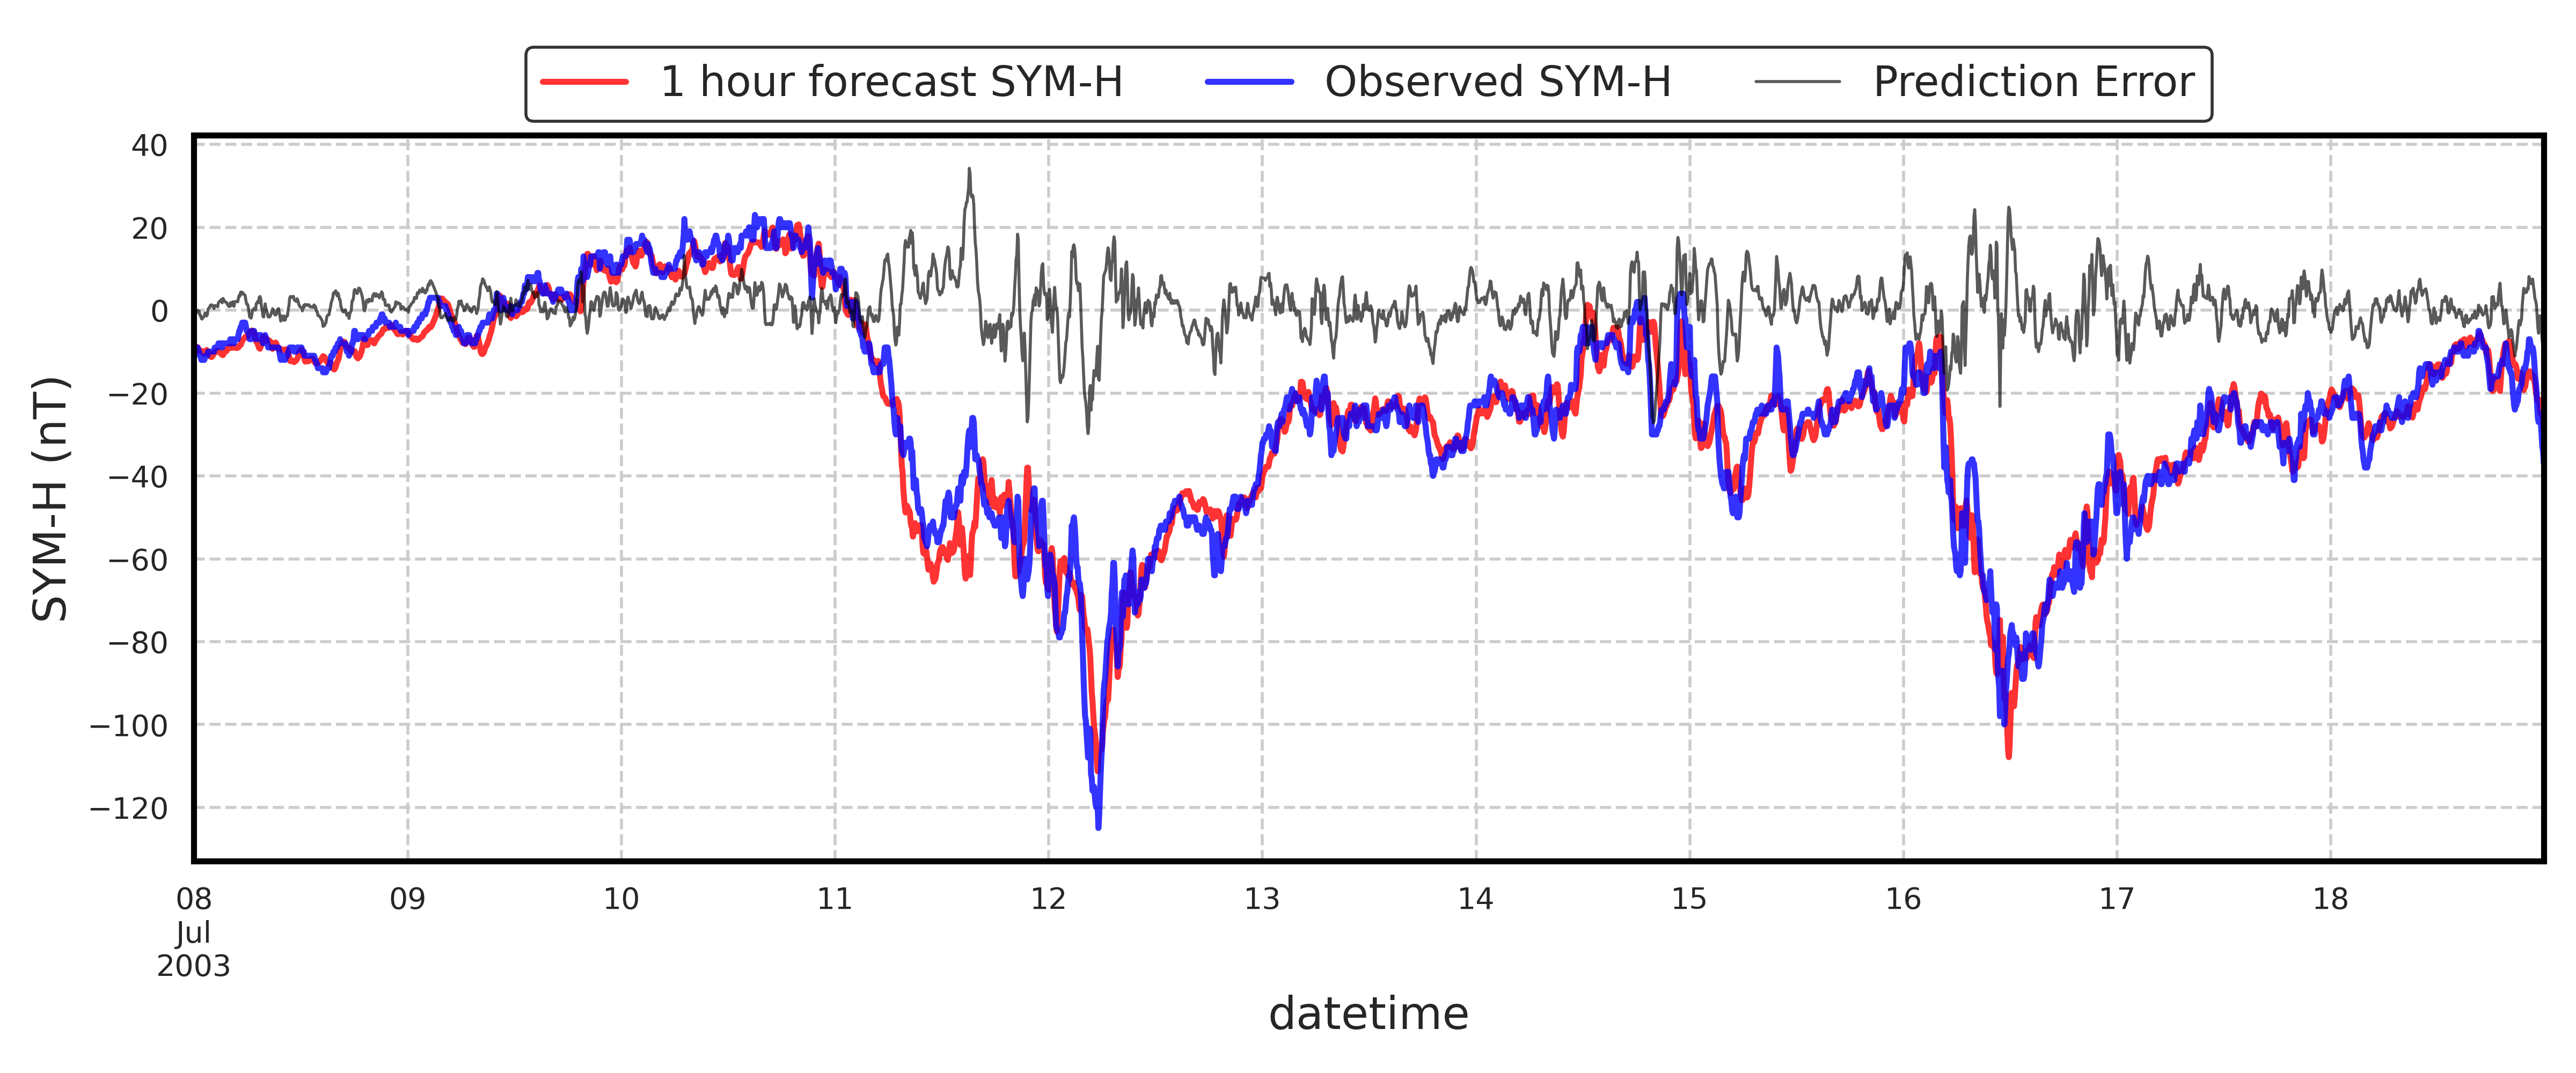 1 hour forecast SYM-H Observed SYM-H Prediction Error
40
20
0
−20
−40
−60
−80
−100
−120
SYM-H (nT)
08 09 10 11 12 13 14 15 16 17 18
Jul
2003
datetime